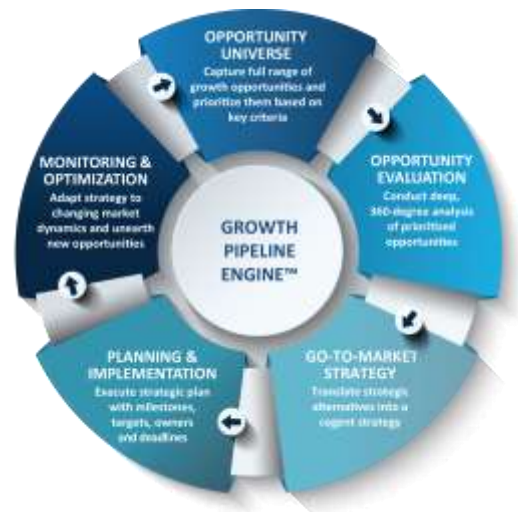 OPPORTUNITY
UNIVERSE
Capture full range of
growth opportunities and
prioritize them based on
key criteria
OPPORTUNITY
EVALUATION
Conduct deep,
360-degree analysis
of prioritized
opportunities
GO-TO-MARKET
STRATEGY
Translate strategic
alternatives into a
cogent strategy
PLANNING &
IMPLEMENTATION
Execute strategic plan
with milestones,
targets, owners
and deadlines
MONITORING &
OPTIMIZATION
Adapt strategy to
changing market
dynamics and unearth
new opportunities
GROWTH
PIPELINE
ENGINE™